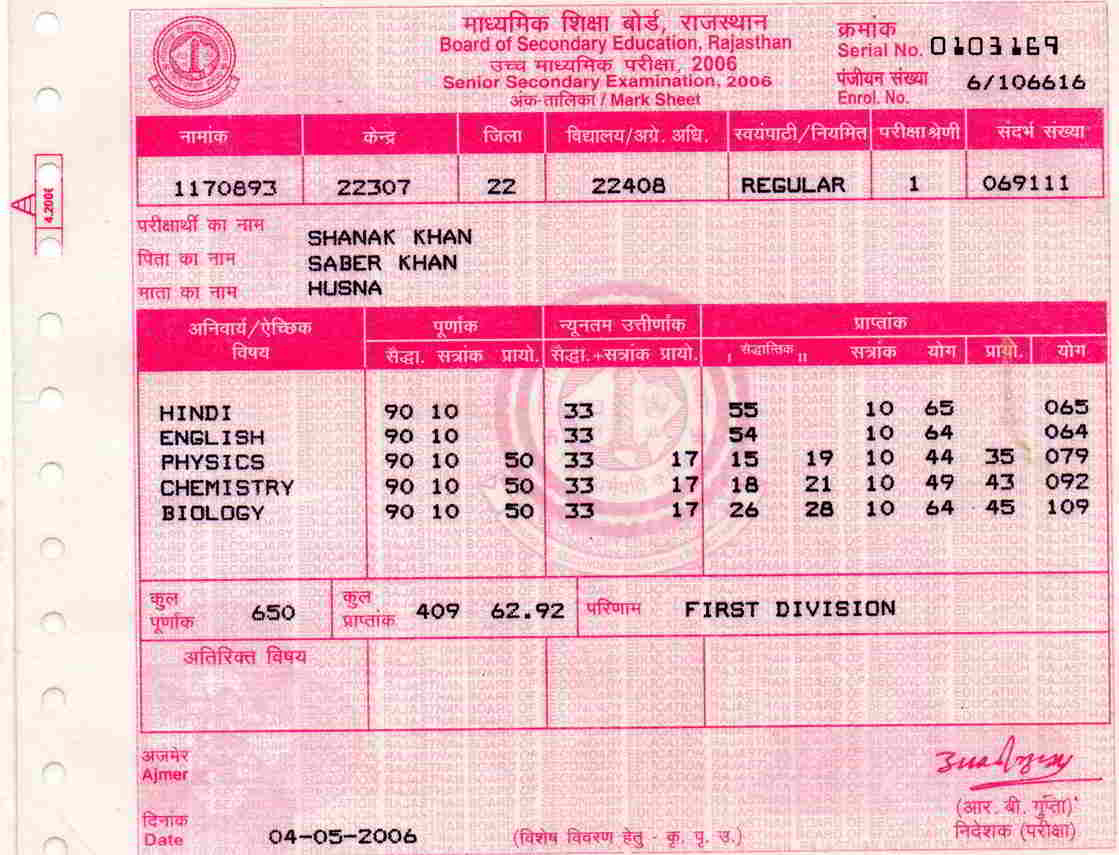 माध्यमिक शिक्षा बोर्ड, राजस्थान
Board of Secondary Education, Rajasthan
उच्च माध्यमिक परीक्षा, 2006
Senior Secondary Examination, 2006
अंक-तालिका / Mark Sheet
क्रमांक
Serial No. 0103169
पंजीयन संख्या 6/106616
Enrol. No.
नामांक केन्द्र जिला विद्यालय/अग्रे. अधि. स्वयंपाठी/नियमित परीक्षा श्रेणी संदर्भ संख्या
1170893 22307 22 22408 REGULAR 1 069111
4.2006
परीक्षार्थी का नाम SHANAK KHAN
पिता का नाम SABER KHAN
माता का नाम HUSNA
अनिवार्य/ऐच्छिक विषय पूर्णांक न्यूनतम उत्तीर्णांक प्राप्तांक
सैद्धा. सत्रांक प्रायो. सैद्धा.+सत्रांक प्रायो. I सैद्धान्तिक II सत्रांक योग प्रायो. योग
HINDI 90 10 33 55 10 65 065
ENGLISH 90 10 33 54 10 64 064
PHYSICS 90 10 50 33 17 15 19 10 44 35 079
CHEMISTRY 90 10 50 33 17 18 21 10 49 43 092
BIOLOGY 90 10 50 33 17 26 28 10 64 45 109
कुल पूर्णांक 650 कुल प्राप्तांक 409 62.92 परिणाम FIRST DIVISION
अतिरिक्त विषय
अजमेर
Ajmer
(आर. बी. गुप्ता)
दिनांक
Date 04-05-2006 (विशेष विवरण हेतु - कृ. पृ. उ.) निदेशक (परीक्षा)